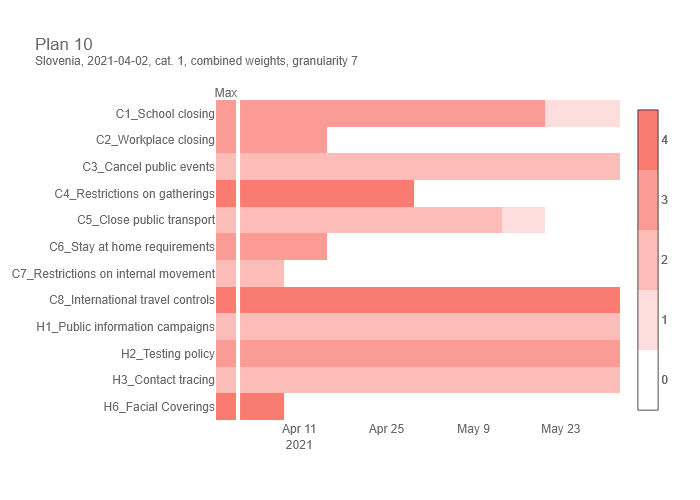 Plan 10
Slovenia, 2021-04-02, cat. 1, combined weights, granularity 7
Max
C1_School closing
C2_Workplace closing
C3_Cancel public events
C4_Restrictions on gatherings
C5_Close public transport
C6_Stay at home requirements
C7_Restrictions on internal movement
C8_International travel controls
H1_Public information campaigns
H2_Testing policy
H3_Contact tracing
H6_Facial Coverings
Apr 11 Apr 25 May 9 May 23
2021
4
3
2
1
0